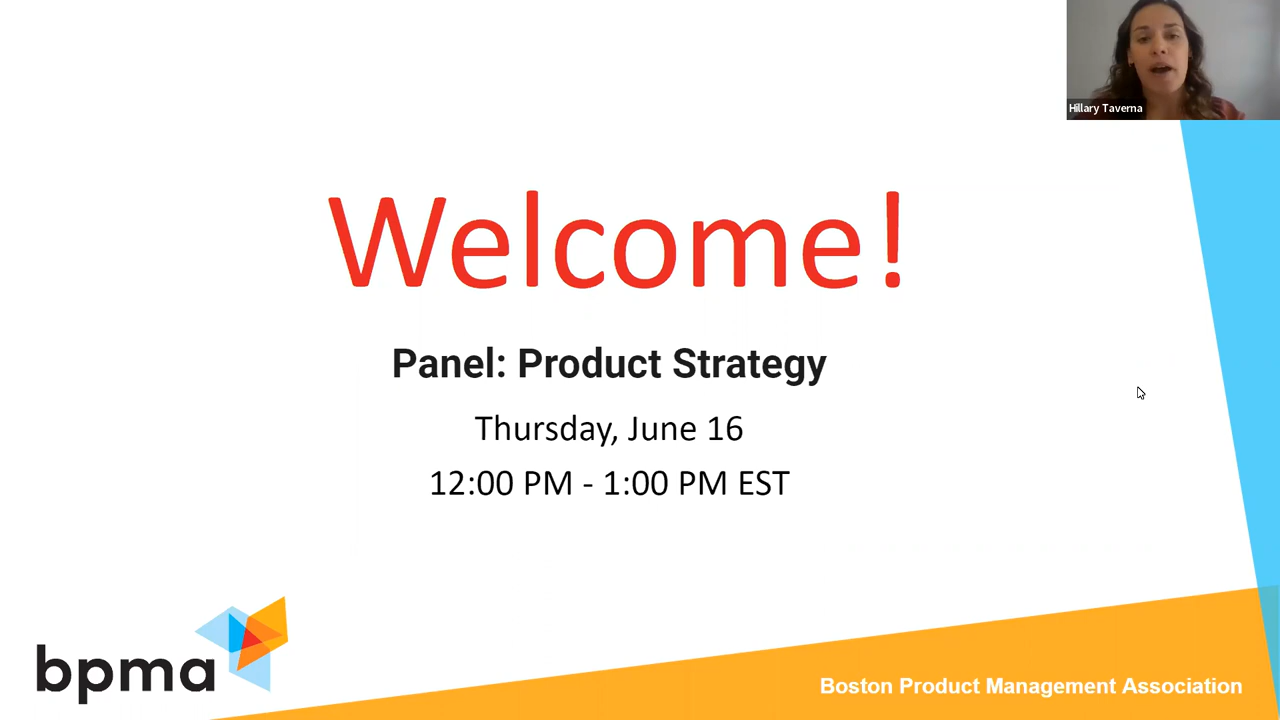 Hillary Taverna
Welcome!
Panel: Product Strategy
Thursday, June 16
12:00 PM - 1:00 PM EST
bpma
Boston Product Management Association